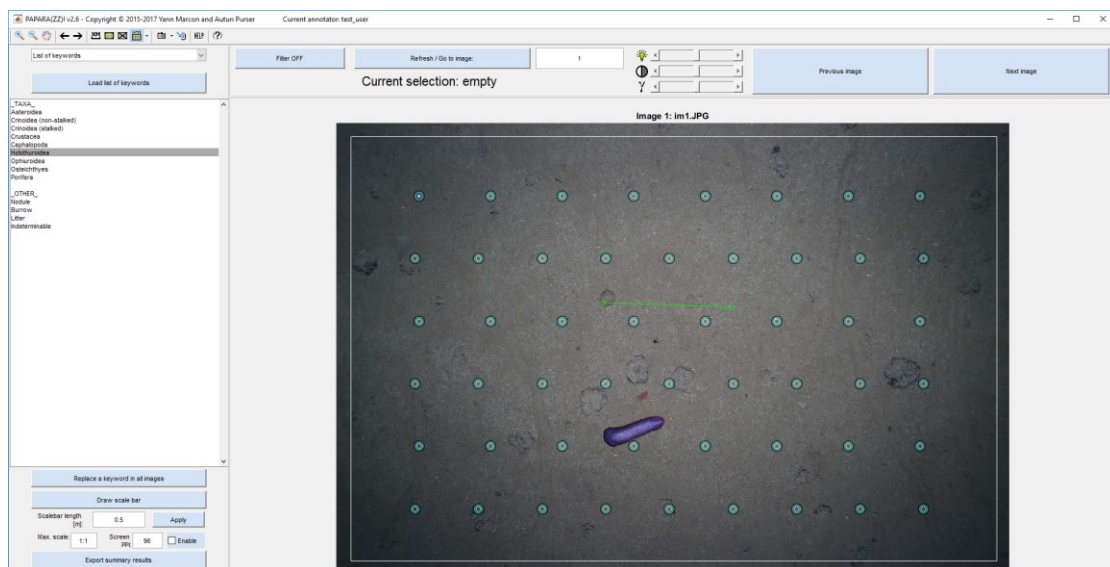 PAPARA(ZZ)I v2.6 - Copyright © 2015-2017 Yann Marcon and Autun Purser Current annotator: test_user
HELP
List of keywords
Load list of keywords
Filter OFF
Refresh / Go to image:
1
Current selection: empty
Previous image
Next image
_TAXA_
Asteroidea
Crinoidea (non-stalked)
Crinoidea (stalked)
Crustacea
Cephalopoda
Holothuroidea
Ophiuroidea
Osteichthyes
Porifera
_OTHER_
Nodule
Burrow
Litter
Indeterminable
Image 1: im1.JPG
Replace a keyword in all images
Draw scale bar
Scalebar length
[m]:
0.5
Apply
Max. scale:
1:1
Screen
PPI:
96
Enable
Export summary results